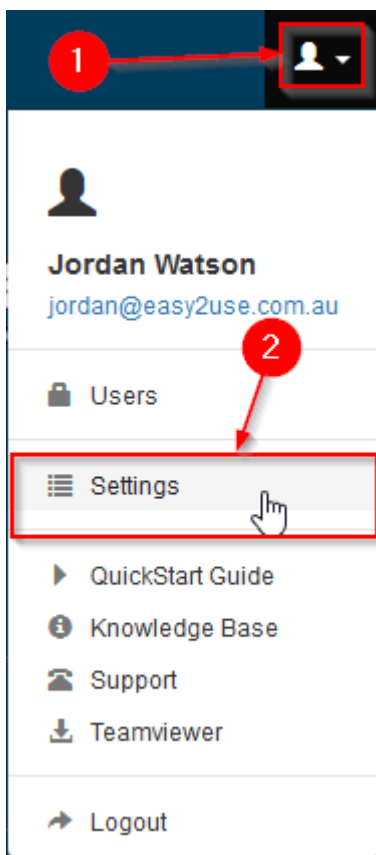 1
Jordan Watson
jordan@easy2use.com.au
2
Users
Settings
QuickStart Guide
Knowledge Base
Support
Teamviewer
Logout